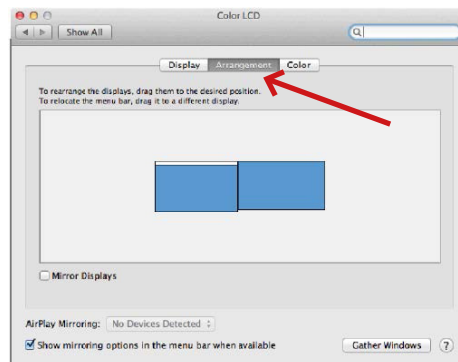 Color LCD
Show All
Display Arrangement Color
To rearrange the displays, drag them to the desired position.
To relocate the menu bar, drag it to a different display.
Mirror Displays
AirPlay Mirroring: No Devices Detected
Show mirroring options in the menu bar when available
Gather Windows ?